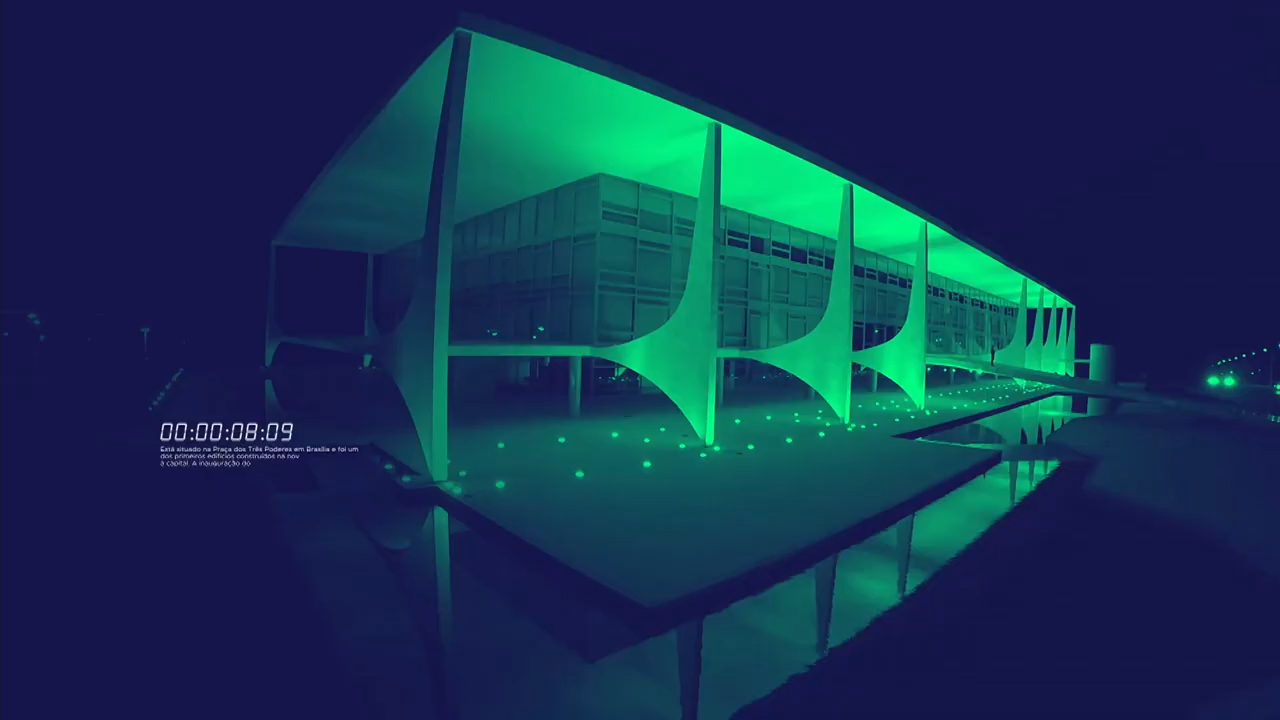 00:00:08:09
Está situado na Praça dos Três Poderes em Brasília e foi um
dos primeiros edifícios construídos na nov
a capital. A inauguração do